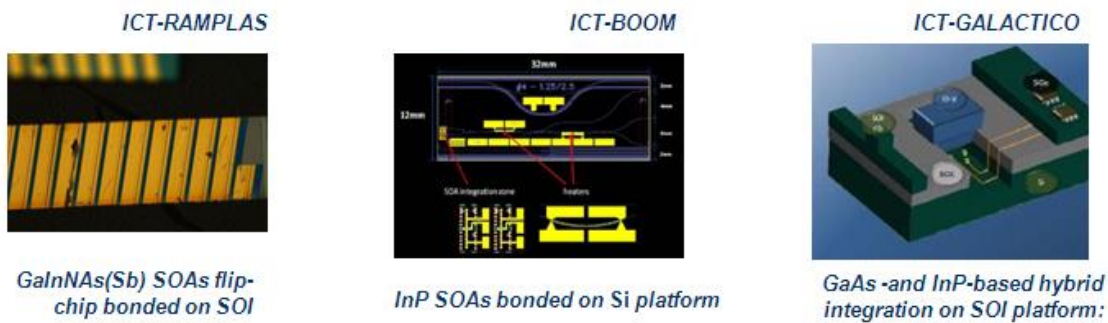 ICT-RAMPLAS
ICT-BOOM
ICT-GALACTICO
32mm
12mm
SOA integration zone
heaters
GaInNAs(Sb) SOAs flip-
chip bonded on SOI
InP SOAs bonded on Si platform
GaAs -and InP-based hybrid
integration on SOI platform: